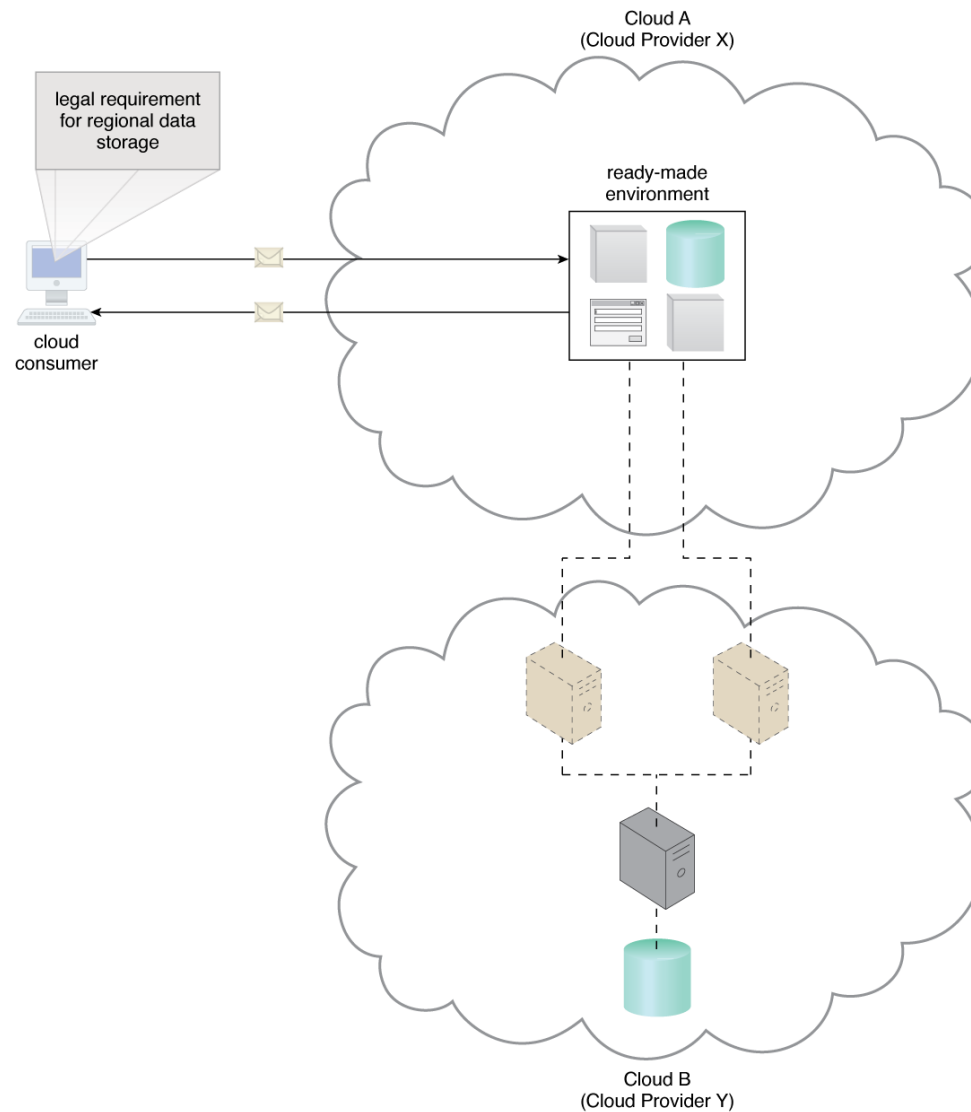 Cloud A
(Cloud Provider X)
legal requirement
for regional data
storage
ready-made
environment
cloud
consumer
Cloud B
(Cloud Provider Y)